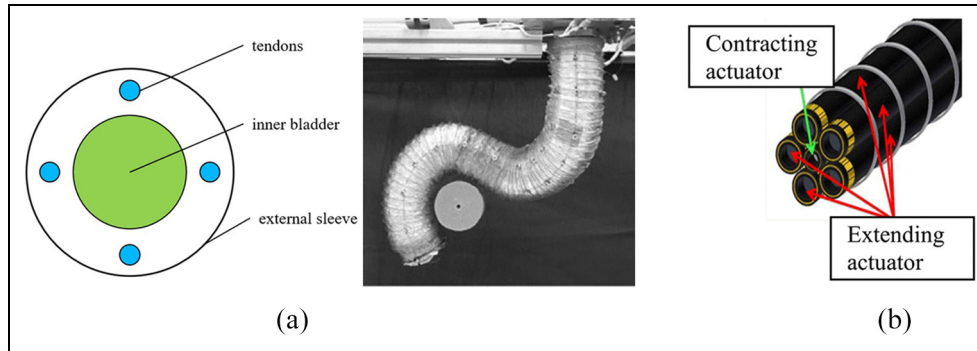 tendons
inner bladder
external sleeve
Contracting
actuator
Extending
actuator
(a)
(b)